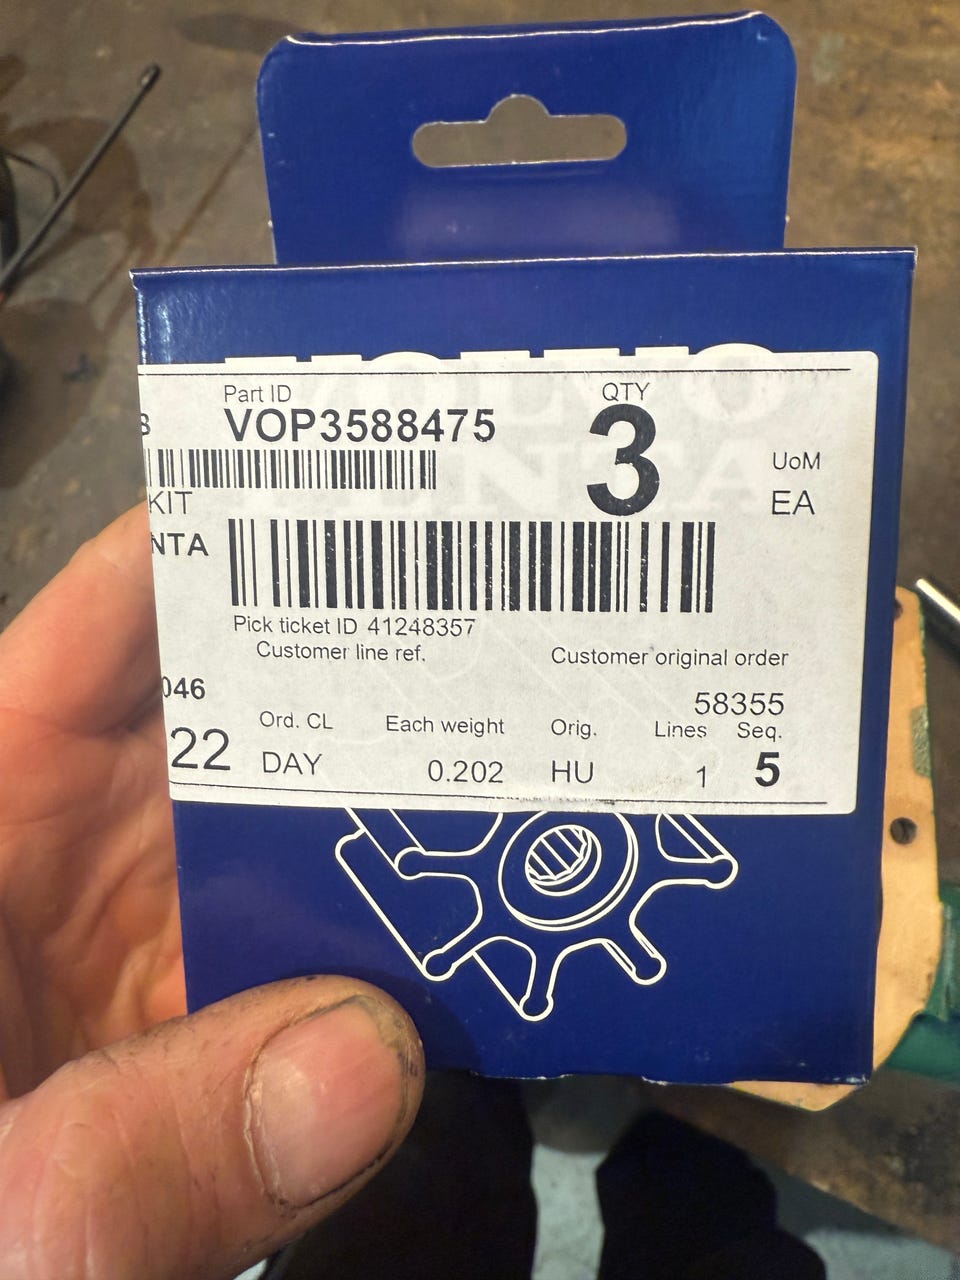 Part ID
QTY
VOP3588475
3
UoM
KIT
EA
NTA
Pick ticket ID 41248357
Customer line ref.
Customer original order
046
58355
Ord. CL
Each weight
Orig.
Lines
Seq.
22
DAY
0.202
HU
1
5